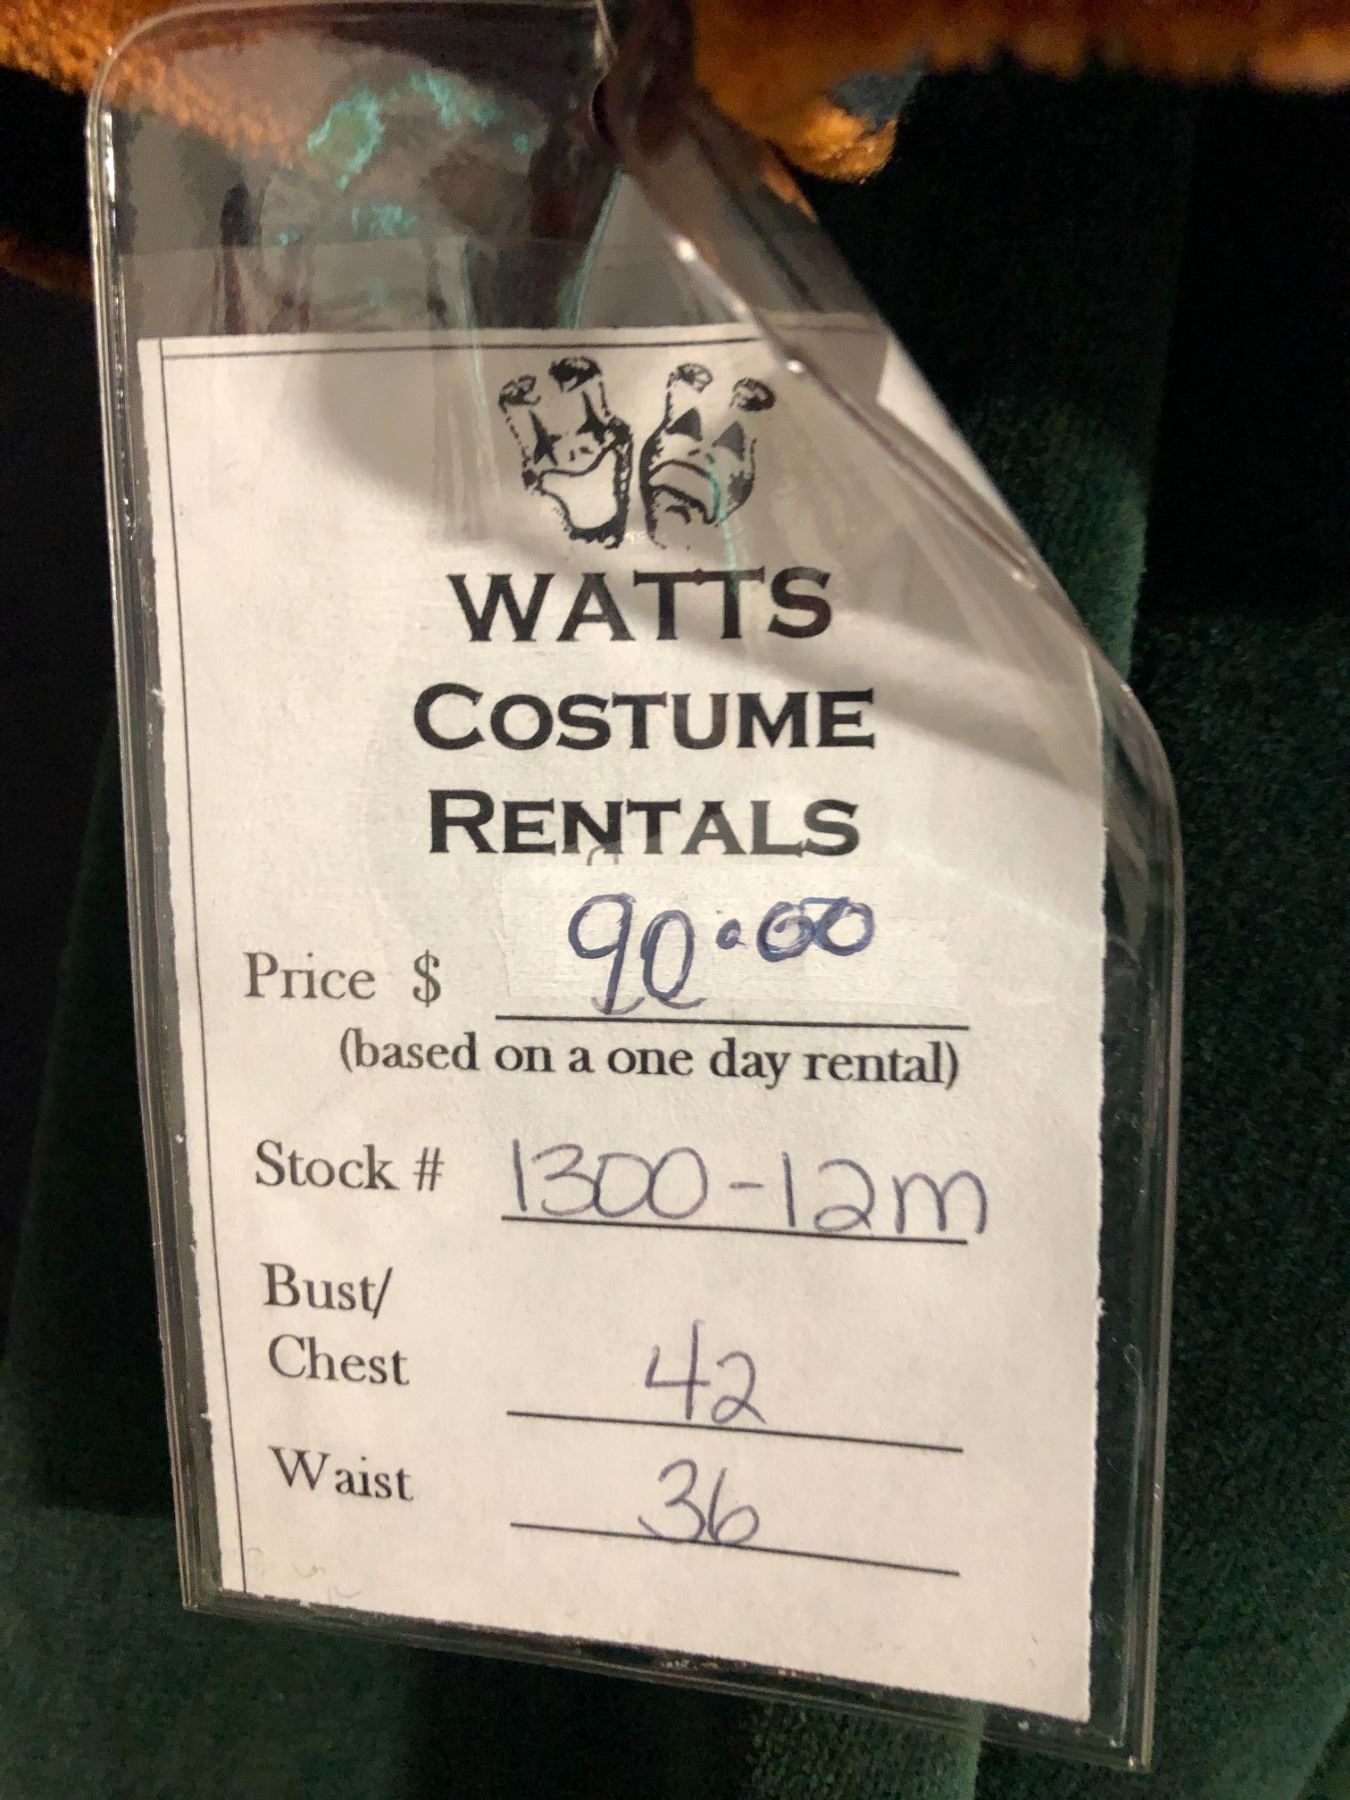 WATTS
COSTUME
RENTALS
Price $ 90.00
(based on a one day rental)
Stock # 1300-12m
Bust/
Chest 42
Waist 36